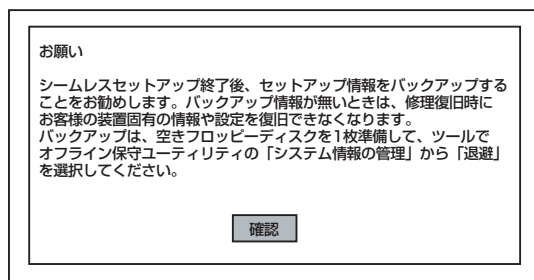 お願い
シームレスセットアップ終了後、セットアップ情報をバックアップする
ことをお勧めします。バックアップ情報が無いときは、修理復旧時に
お客様の装置固有の情報や設定を復旧できなくなります。
バックアップは、空きフロッピーディスクを1枚準備して、ツールで
オフライン保守ユーティリティの「システム情報の管理」から「退避」
を選択してください。
確認